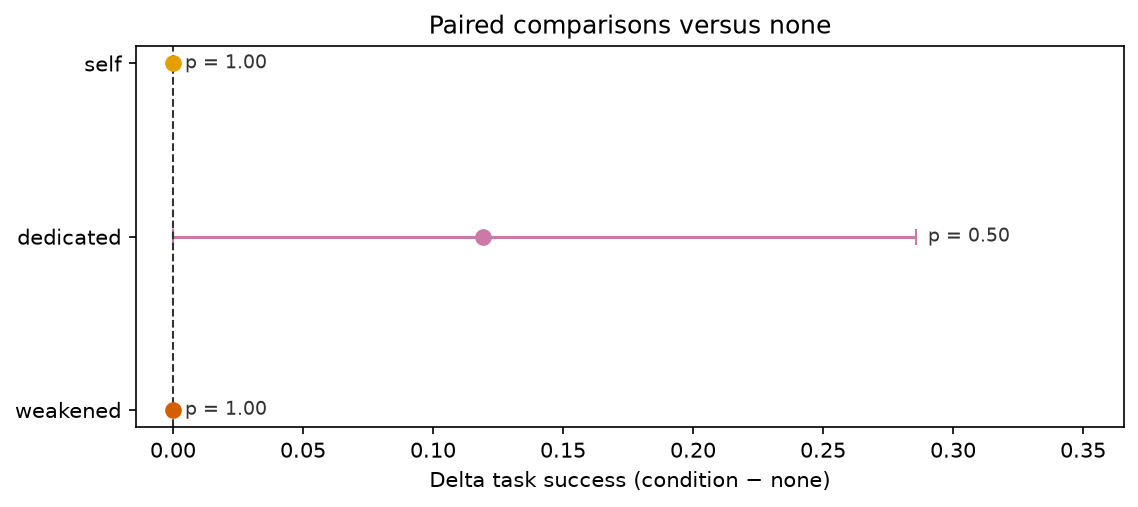 Paired comparisons versus none
self
p = 1.00
dedicated
p = 0.50
weakened
p = 1.00
0.00 0.05 0.10 0.15 0.20 0.25 0.30 0.35
Delta task success (condition − none)